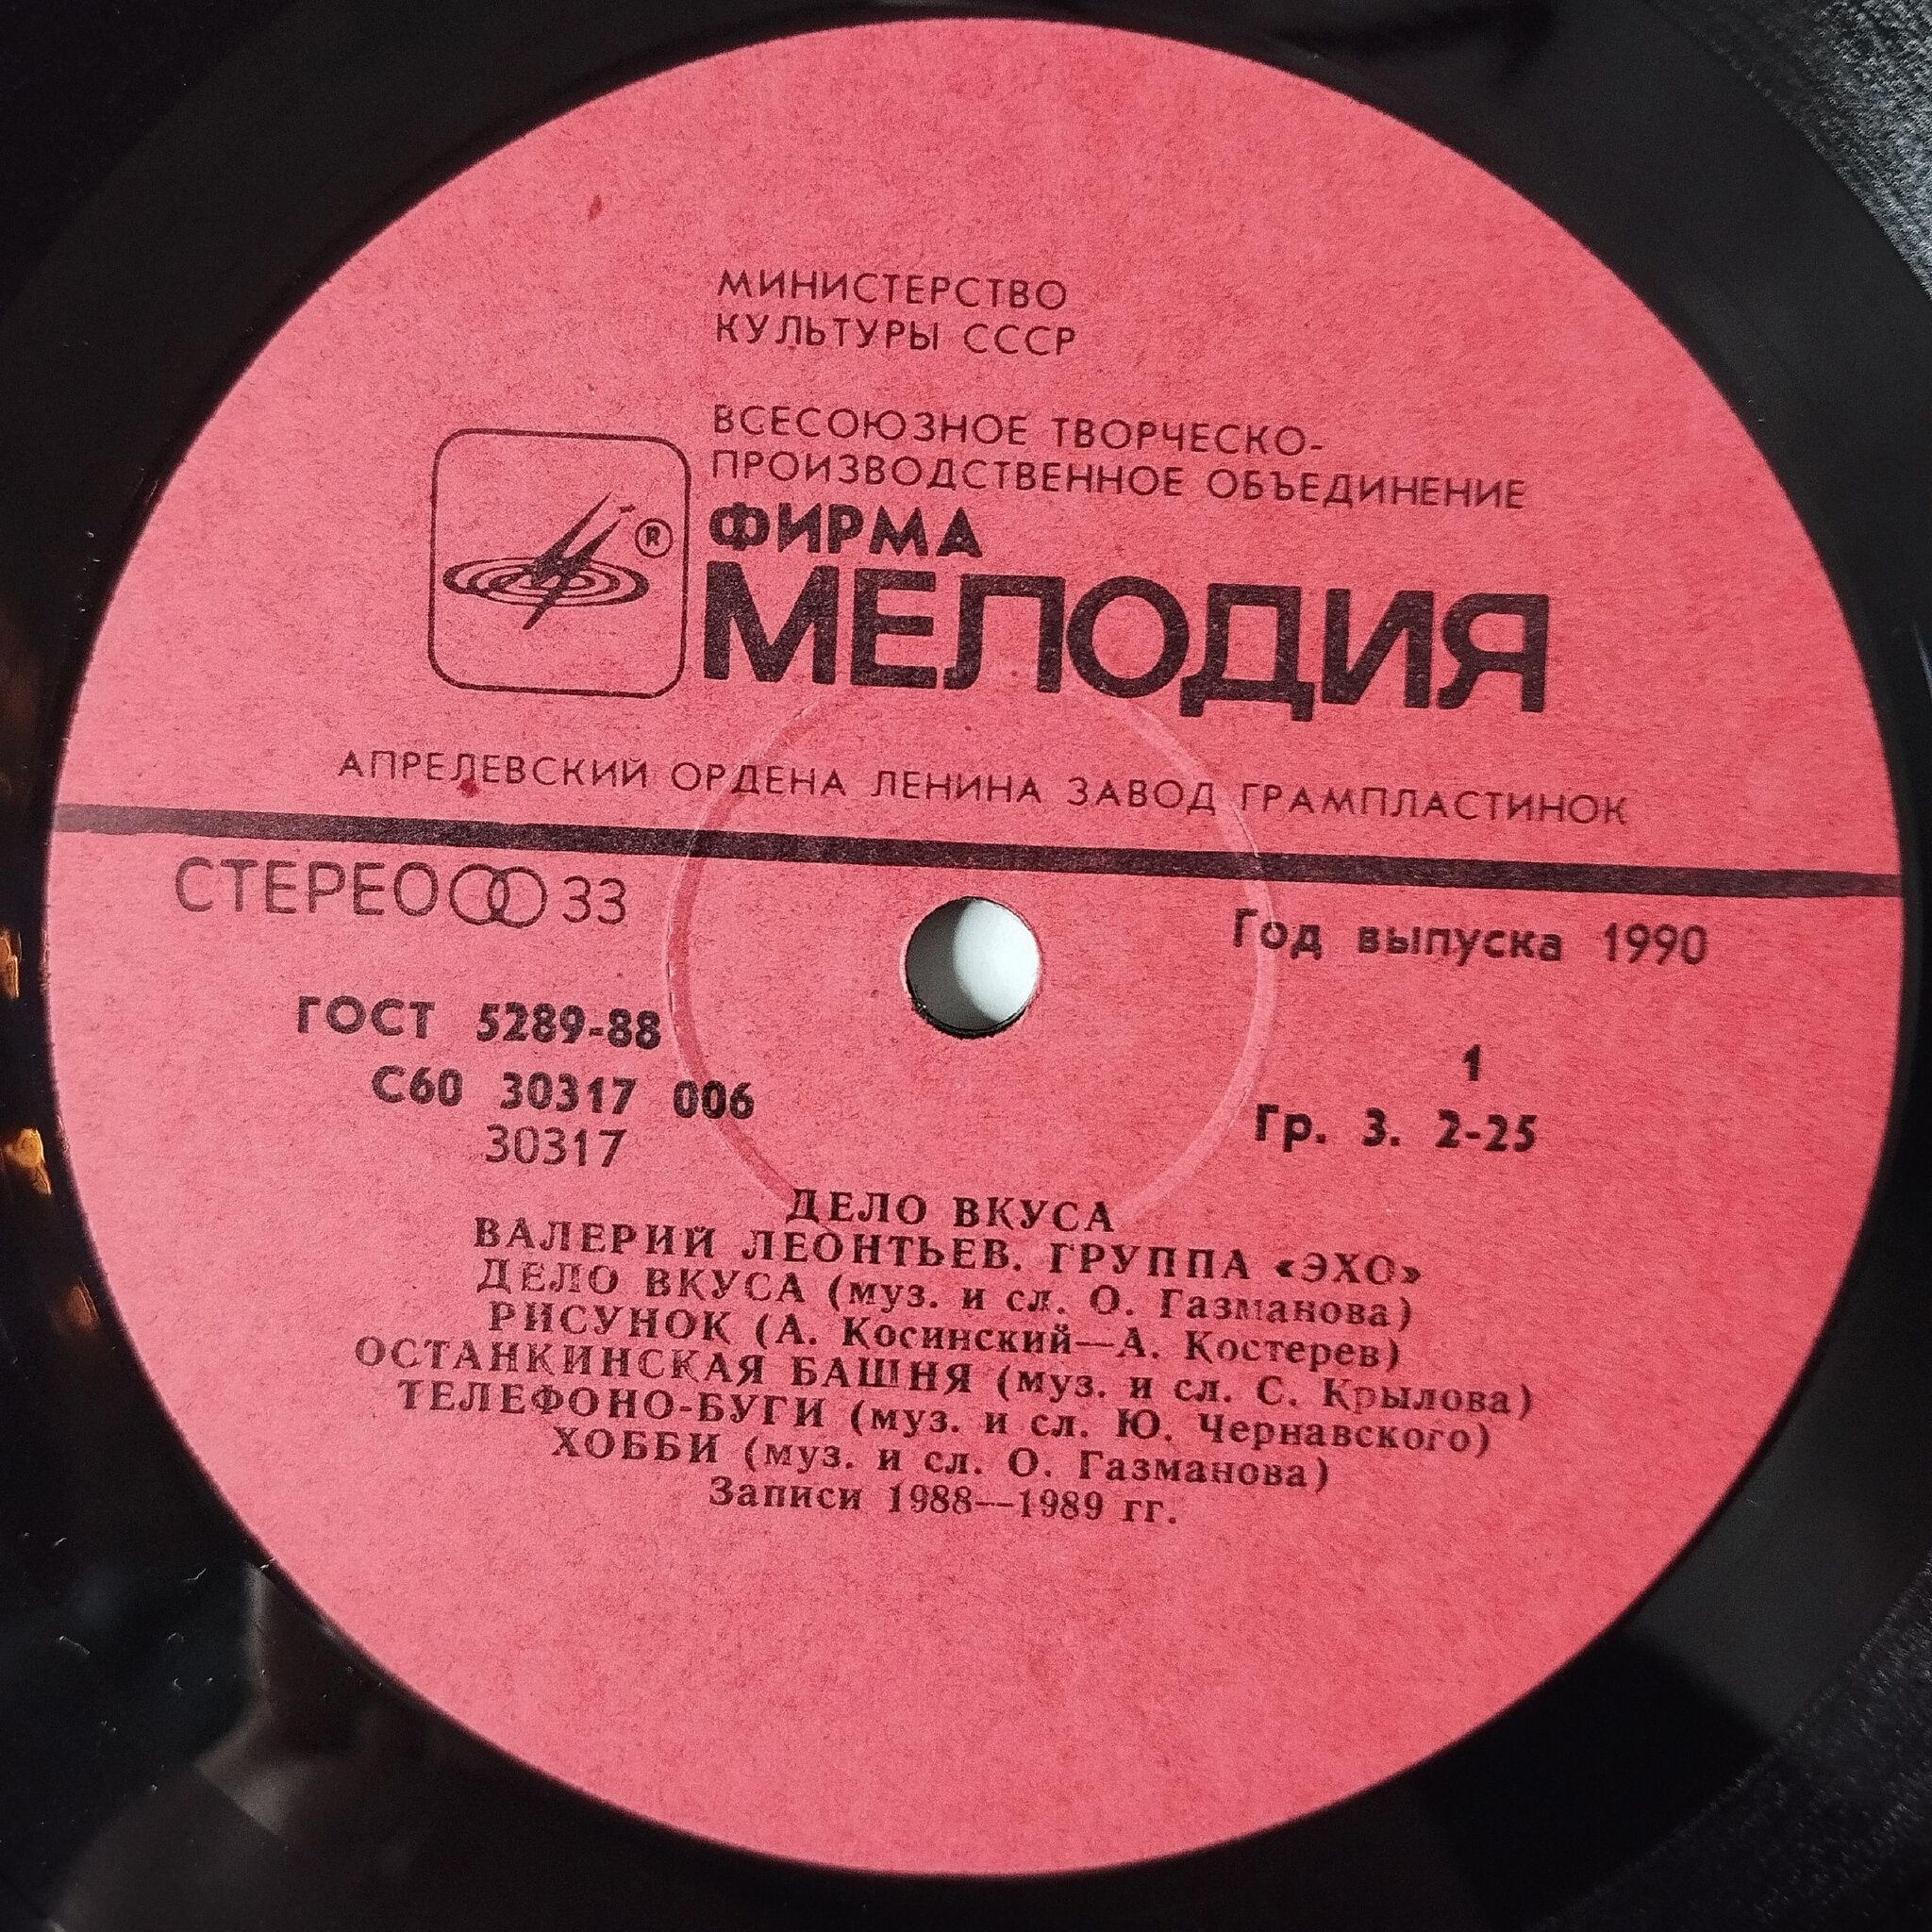 МИНИСТЕРСТВО
КУЛЬТУРЫ СССР
ВСЕСОЮЗНОЕ ТВОРЧЕСКО-
ПРОИЗВОДСТВЕННОЕ ОБЪЕДИНЕНИЕ
®
ФИРМА
МЕЛОДИЯ
АПРЕЛЕВСКИЙ ОРДЕНА ЛЕНИНА ЗАВОД ГРАМПЛАСТИНОК
СТЕРЕО 33
Год выпуска 1990
ГОСТ 5289-88
1
С60 30317 006
Гр. 3. 2-25
30317
ДЕЛО ВКУСА
ВАЛЕРИЙ ЛЕОНТЬЕВ. ГРУППА «ЭХО»
ДЕЛО ВКУСА (муз. и сл. О. Газманова)
РИСУНОК (А. Косинский—А. Костерев)
ОСТАНКИНСКАЯ БАШНЯ (муз. и сл. С. Крылова)
ТЕЛЕФОНО-БУГИ (муз. и сл. Ю. Чернавского)
ХОББИ (муз. и сл. О. Газманова)
Записи 1988—1989 гг.